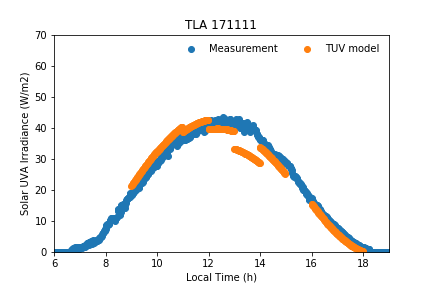 TLA 171111
Measurement TUV model
Solar UVA Irradiance (W/m2)
70
60
50
40
30
20
10
0
6 8 10 12 14 16 18
Local Time (h)